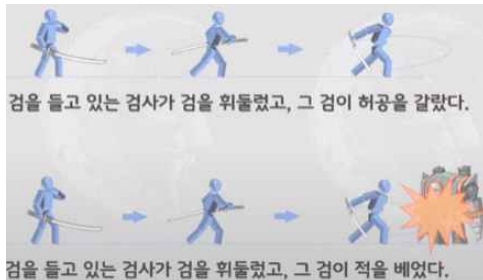 검을 들고 있는 검사가 검을 휘둘렀고, 그 검이 허공을 갈랐다.
검을 들고 있는 검사가 검을 휘둘렀고, 그 검이 적을 베었다.